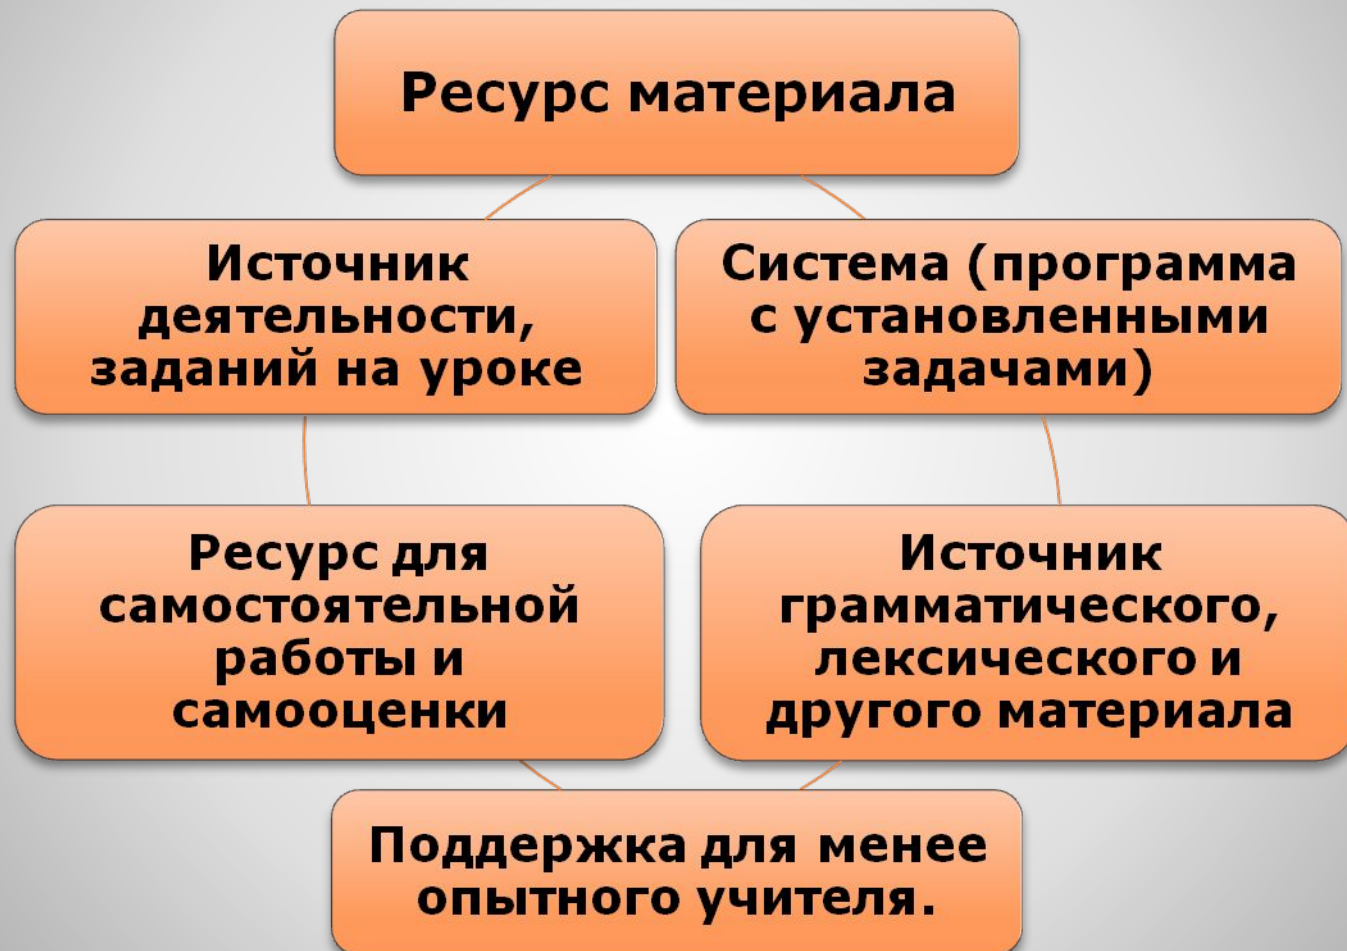 Ресурс материала
Источник
деятельности,
заданий на уроке
Система (программа
с установленными
задачами)
Ресурс для
самостоятельной
работы и
самооценки
Источник
грамматического,
лексического и
другого материала
Поддержка для менее
опытного учителя.